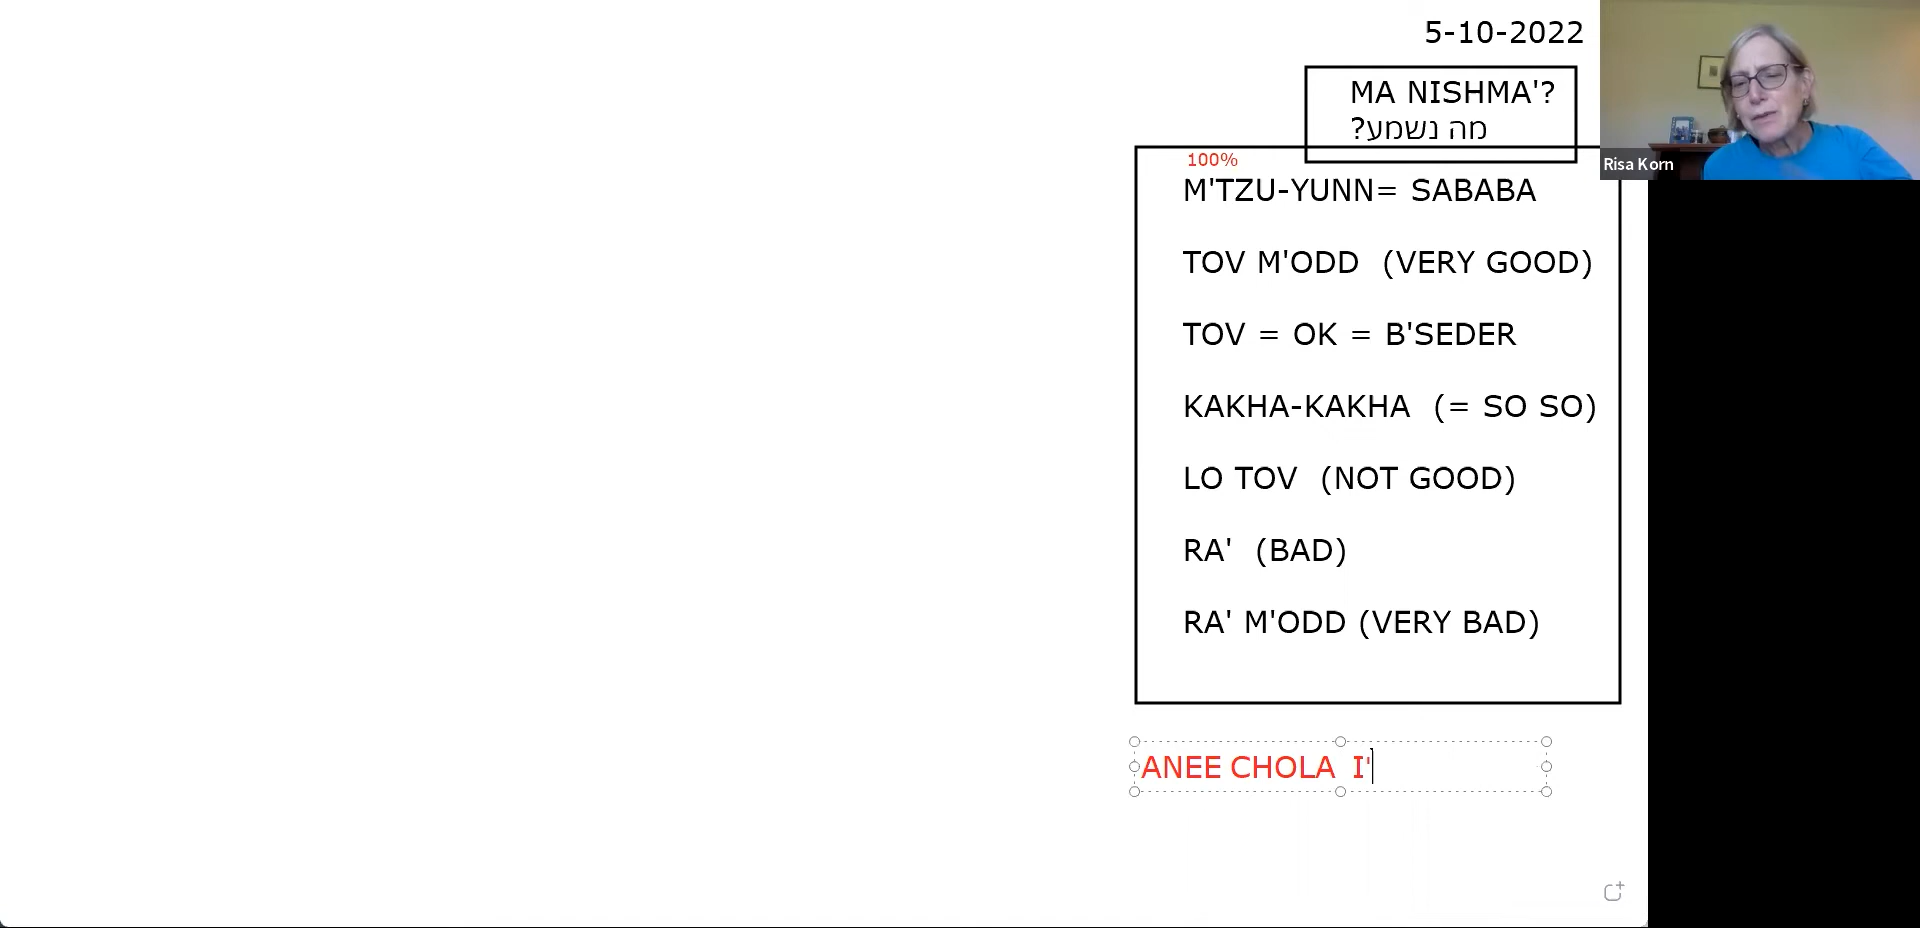 5-10-2022
MA NISHMA'?
מה נשמע?
100%
M'TZU-YUNN= SABABA
TOV M'ODD (VERY GOOD)
TOV = OK = B'SEDER
KAKHA-KAKHA (= SO SO)
LO TOV (NOT GOOD)
RA' (BAD)
RA' M'ODD (VERY BAD)
ANEE CHOLA I'
Risa Korn